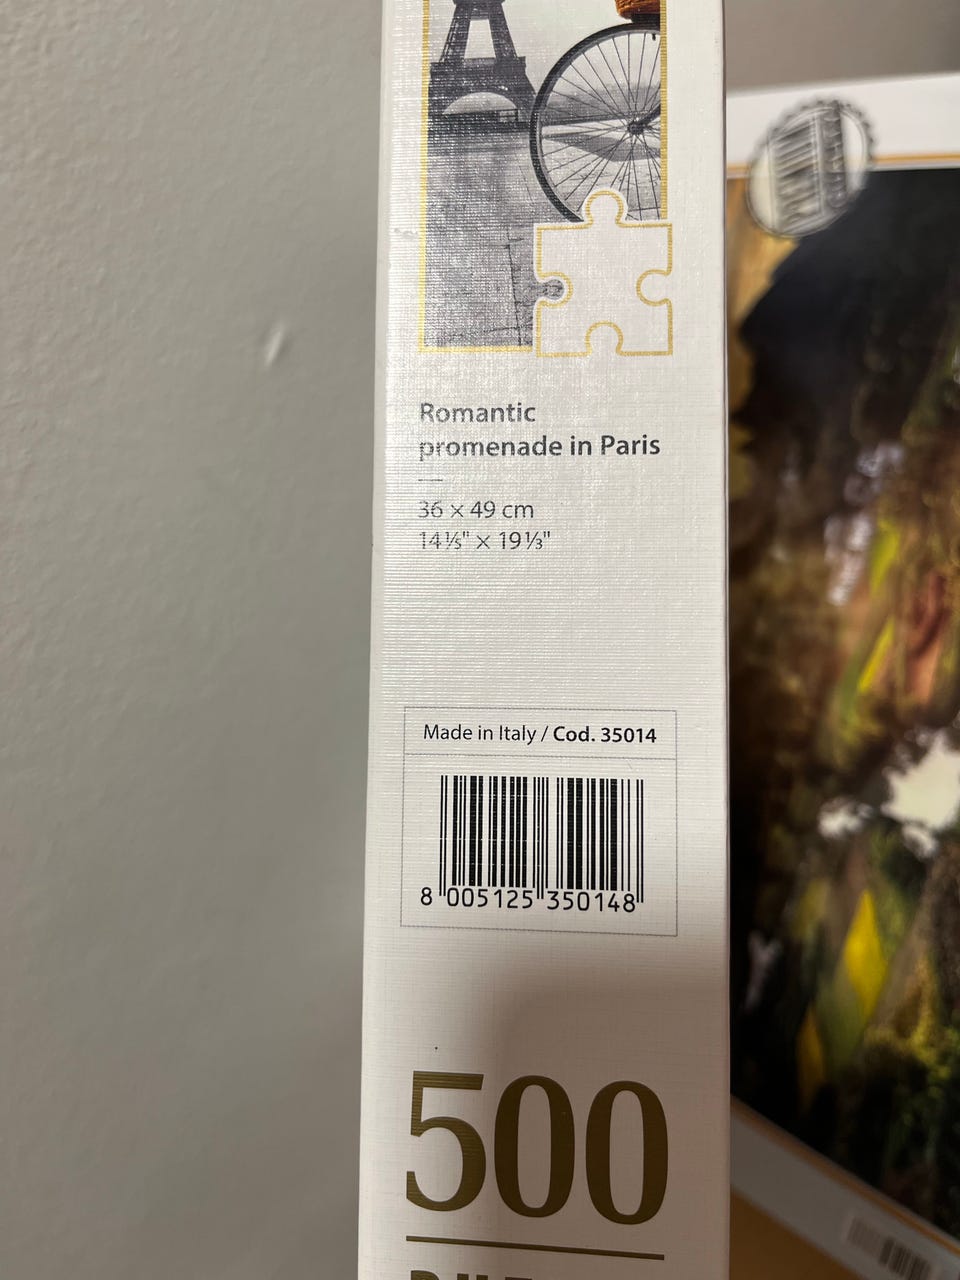 Romantic
promenade in Paris
36 × 49 cm
14⅕" × 19⅓"
Made in Italy / Cod. 35014
8 005125 350148
500